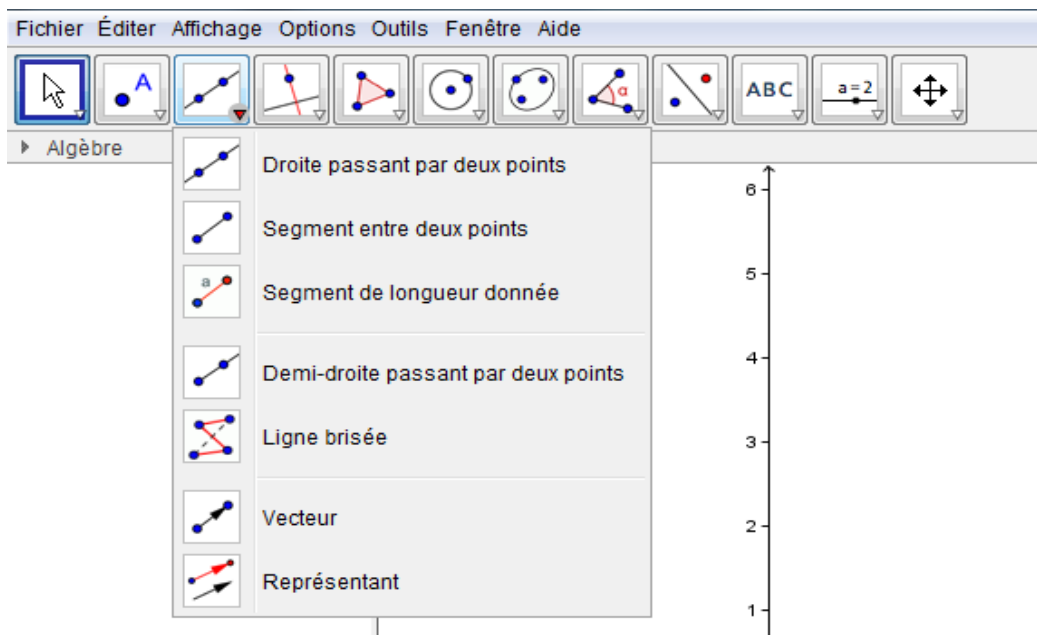 Fichier Éditer Affichage Options Outils Fenêtre Aide
A α ABC a=2
Algèbre
Droite passant par deux points
Segment entre deux points
a
Segment de longueur donnée
Demi-droite passant par deux points
Ligne brisée
Vecteur
Représentant
6
5
4
3
2
1